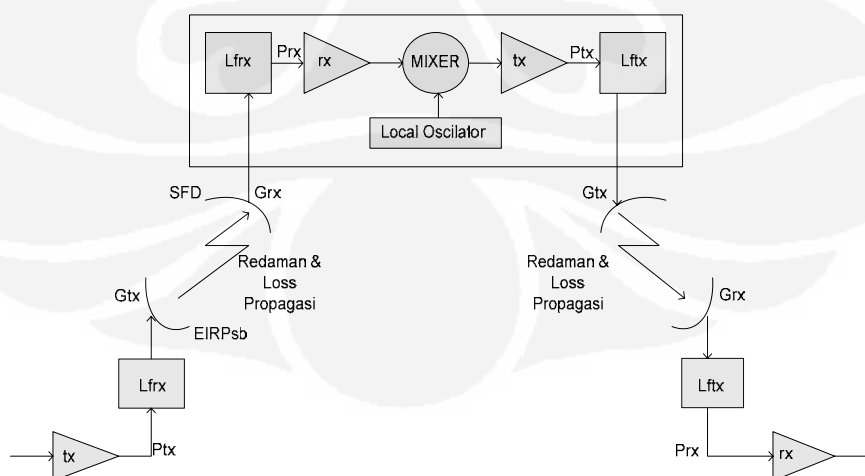 Lfrx
Prx
rx
MIXER
tx
Ptx
Lftx
Local Oscilator
SFD
Grx
Gtx
Redaman &
Loss
Propagasi
Redaman &
Loss
Propagasi
Gtx
EIRPsb
Grx
Lfrx
Lftx
tx
Ptx
Prx
rx